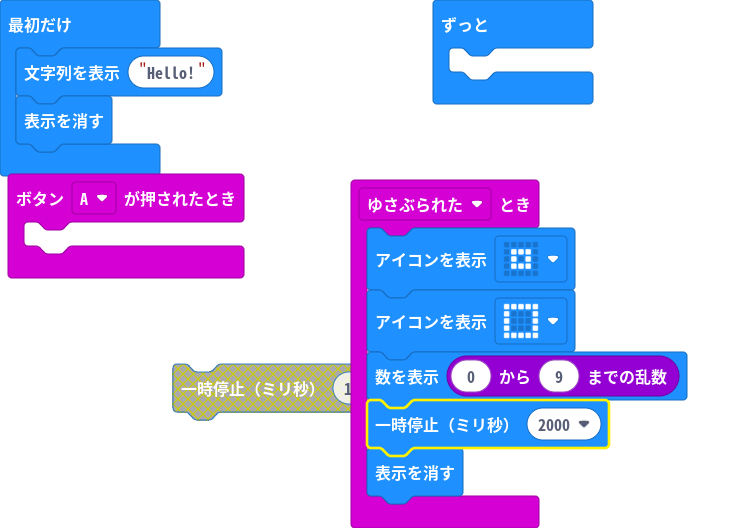 最初だけ
文字列を表示 "Hello!"
表示を消す
ずっと
ボタン A が押されたとき
ゆさぶられた とき
アイコンを表示
アイコンを表示
数を表示 0 から 9 までの乱数
一時停止（ミリ秒） 1
一時停止（ミリ秒） 2000
表示を消す